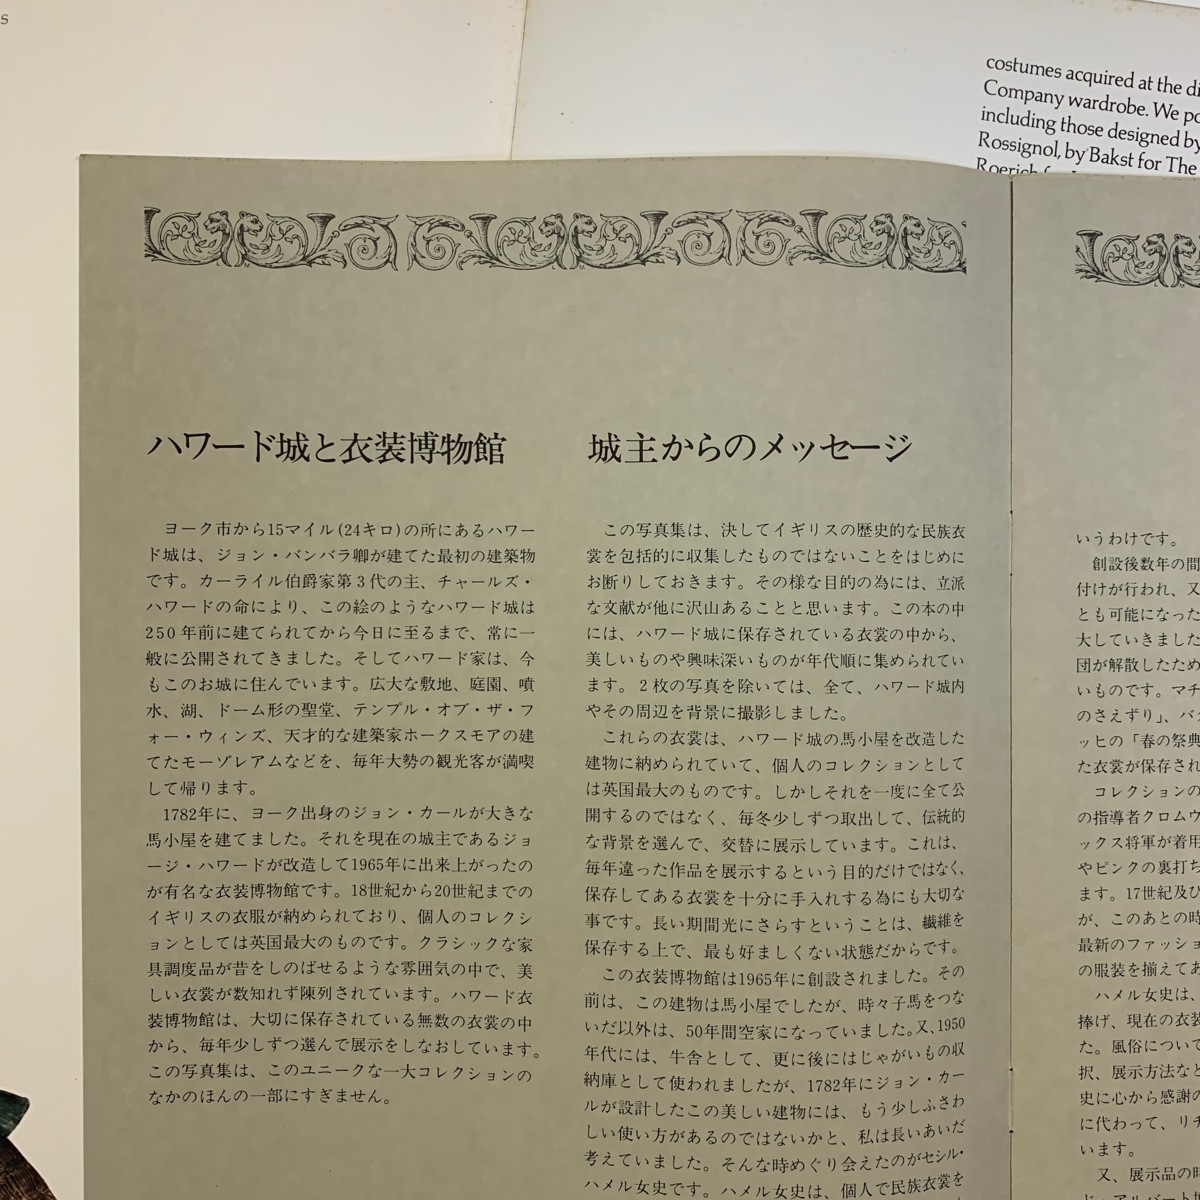 s
costumes acquired at the di
Company wardrobe. We po
including those designed by
Rossignol, by Bakst for The
Roerich
ハワード城と衣装博物館
ヨーク市から15マイル(24キロ)の所にあるハワー
ド城は、ジョン・バンバラ卿が建てた最初の建築物
です。カーライル伯爵家第3代の主、チャールズ・
ハワードの命により、この絵のようなハワード城は
250年前に建てられてから今日に至るまで、常に一
般に公開されてきました。そしてハワード家は、今
もこのお城に住んでいます。広大な敷地、庭園、噴
水、湖、ドーム形の聖堂、テンプル・オブ・ザ・フ
ォー・ウィンズ、天才的な建築家ホークスモアの建
てたモーゾレアムなどを、毎年大勢の観光客が満喫
して帰ります。
1782年に、ヨーク出身のジョン・カールが大きな
馬小屋を建てました。それを現在の城主であるジョ
ージ・ハワードが改造して1965年に出来上がったの
が有名な衣装博物館です。18世紀から20世紀までの
イギリスの衣服が納められており、個人のコレクシ
ョンとしては英国最大のものです。クラシックな家
具調度品が昔をしのばせるような雰囲気の中で、美
しい衣裳が数知れず陳列されています。ハワード衣
装博物館は、大切に保存されている無数の衣裳の中
から、毎年少しずつ選んで展示をしなおしています。
この写真集は、このユニークな一大コレクションの
なかのほんの一部にすぎません。
城主からのメッセージ
この写真集は、決してイギリスの歴史的な民族衣
裳を包括的に収集したものではないことをはじめに
お断りしておきます。その様な目的の為には、立派
な文献が他に沢山あることと思います。この本の中
には、ハワード城に保存されている衣裳の中から、
美しいものや興味深いものが年代順に集められてい
ます。2枚の写真を除いては、全て、ハワード城内
やその周辺を背景に撮影しました。
これらの衣裳は、ハワード城の馬小屋を改造した
建物に納められていて、個人のコレクションとして
は英国最大のものです。しかしそれを一度に全て公
開するのではなく、毎冬少しずつ取出して、伝統的
な背景を選んで、交替に展示しています。これは、
毎年違った作品を展示するという目的だけではなく、
保存してある衣裳を十分に手入れする為にも大切な
事です。長い期間光にさらすということは、繊維を
保存する上で、最も好ましくない状態だからです。
この衣装博物館は1965年に創設されました。その
前は、この建物は馬小屋でしたが、時々子馬をつな
いだ以外は、50年間空家になっていました。又、1950
年代には、牛舎として、更に後にはじゃがいもの収
納庫として使われましたが、1782年にジョン・カー
ルが設計したこの美しい建物には、もう少しふさわ
しい使い方があるのではないかと、私は長いあいだ
考えていました。そんな時めぐり会えたのがセシル・
ハメル女史です。ハメル女史は、個人で民族衣裳を
いうわけです。
創設後数年の間
付けが行われ、又
とも可能になった
大していきました
団が解散したため
いものです。マチ
のさえずり」、バク
ッヒの「春の祭典
た衣裳が保存され
コレクションの
の指導者クロムウ
ックス将軍が着用
やピンクの裏打ち
ます。17世紀及び
が、このあとの時
最新のファッショ
の服装を揃えてあ
ハメル女史は、
捧げ、現在の衣装
た。風俗について
択、展示方法など
史に心から感謝の
に代わって、リチ
います。
又、展示品の時